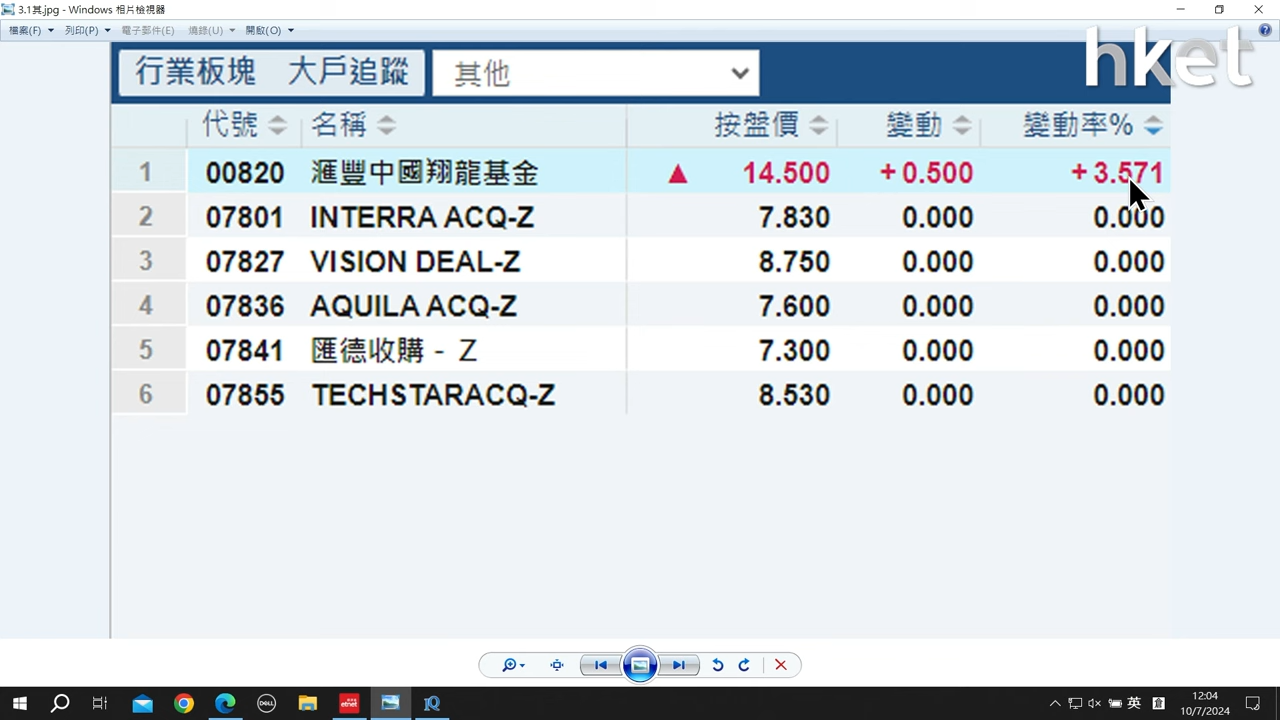 3.1其.jpg - Windows 相片檢視器
檔案(F) 列印(P) 電子郵件(E) 燒錄(U) 開啟(O)
hket
行業板塊 大戶追蹤 其他
代號 名稱 按盤價 變動 變動率%
1 00820 滙豐中國翔龍基金 ▲ 14.500 + 0.500 + 3.571
2 07801 INTERRA ACQ-Z 7.830 0.000 0.000
3 07827 VISION DEAL-Z 8.750 0.000 0.000
4 07836 AQUILA ACQ-Z 7.600 0.000 0.000
5 07841 匯德收購－Ｚ 7.300 0.000 0.000
6 07855 TECHSTARACQ-Z 8.530 0.000 0.000
DELL etnet IQ 英 倉 12:04
10/7/2024